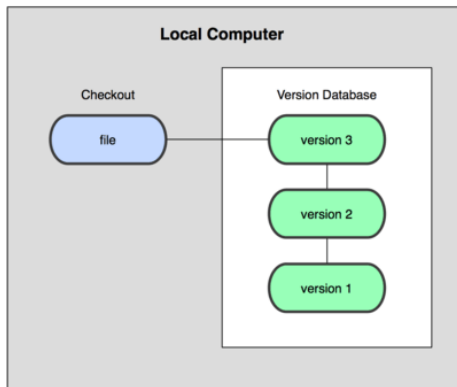 Local Computer
Checkout
Version Database
file
version 3
version 2
version 1